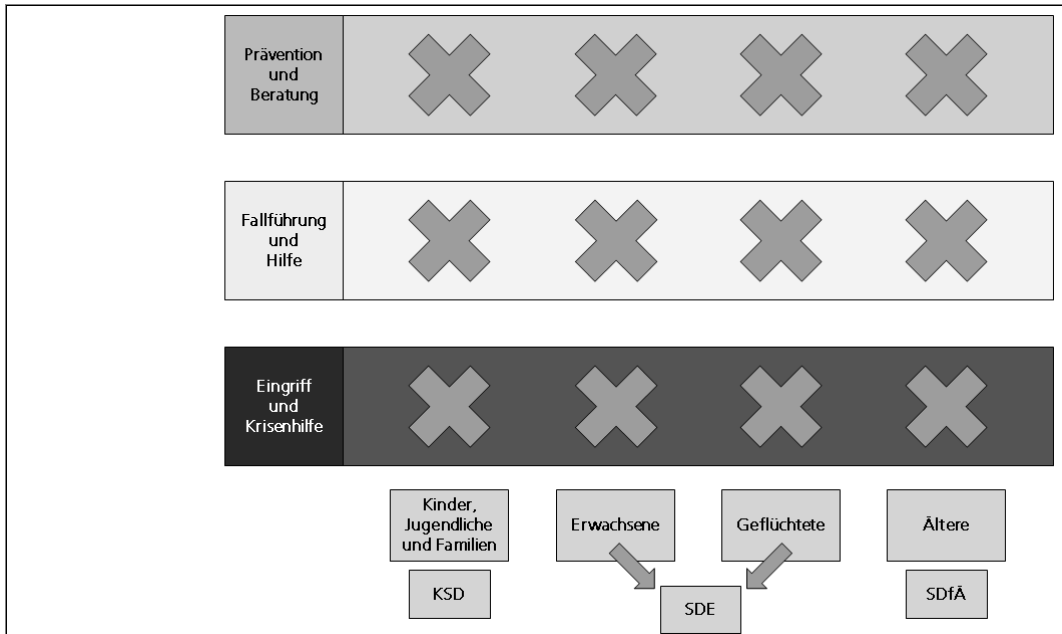 Prävention
und
Beratung
Fallführung
und
Hilfe
Eingriff
und
Krisenhilfe
Kinder,
Jugendliche
und Familien
Erwachsene
Geflüchtete
Ältere
KSD
SDE
SDfÄ